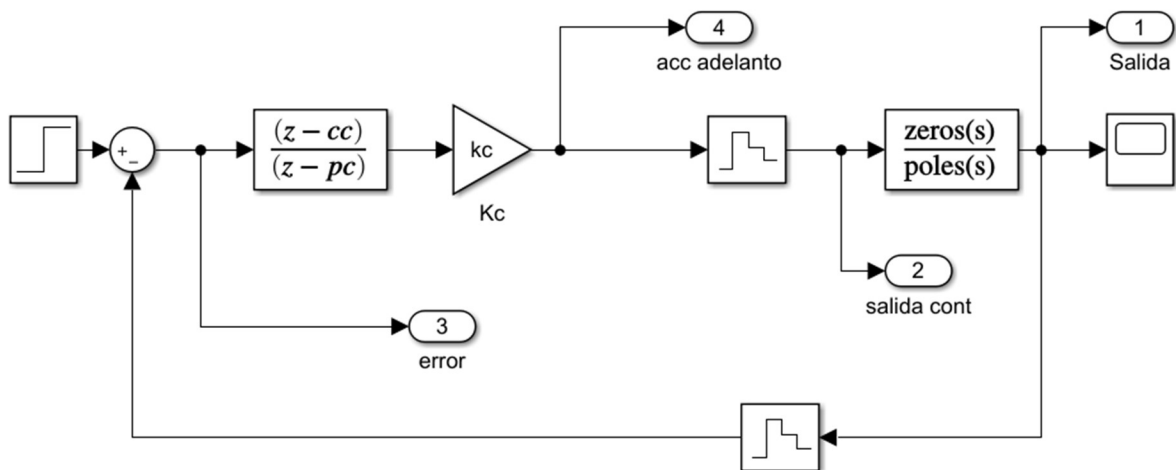 4
acc adelanto
1
Salida
+
−
(z − cc)
(z − pc)
kc
Kc
zeros(s)
poles(s)
2
salida cont
3
error